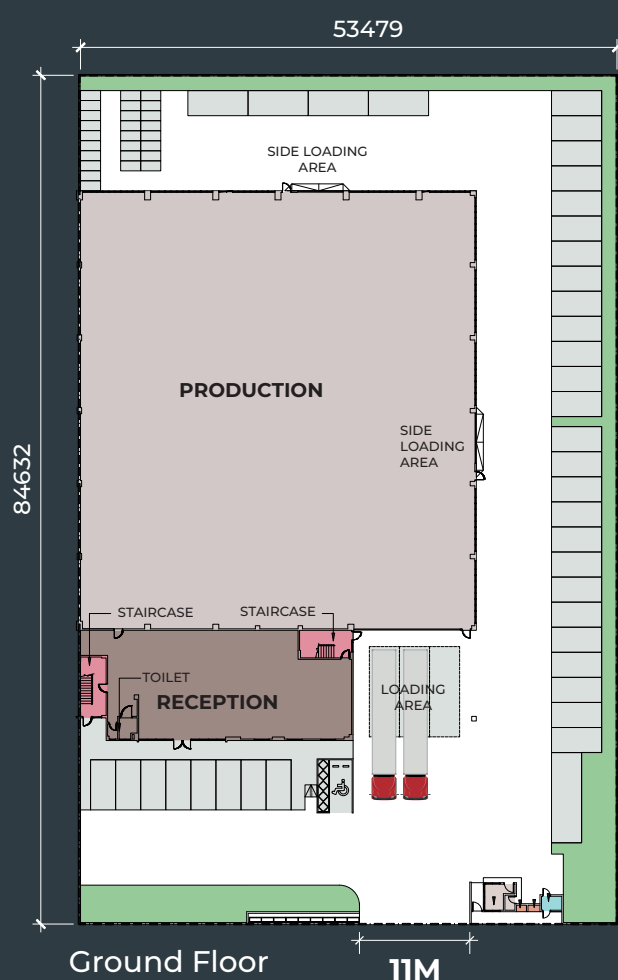 53479
SIDE LOADING
AREA
PRODUCTION
SIDE
LOADING
AREA
84632
STAIRCASE
STAIRCASE
TOILET
RECEPTION
LOADING
AREA
Ground Floor
11M